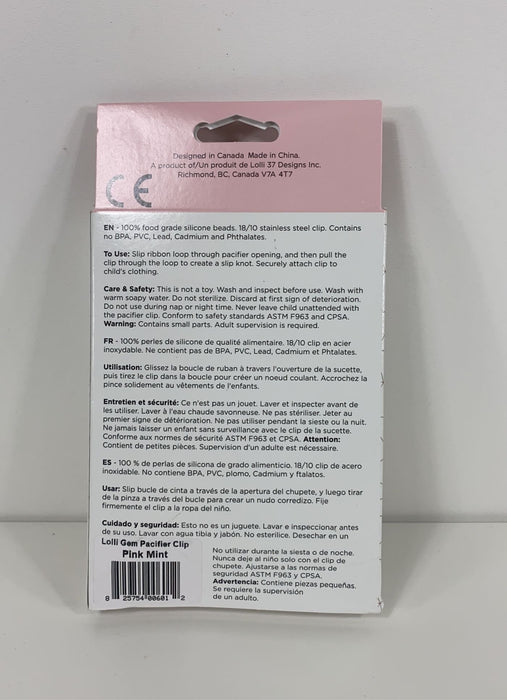 Designed in Canada Made in China.
A product of/Un produit de Lolli 37 Designs Inc.
Richmond, BC, Canada V7A 4T7
CE
EN - 100% food grade silicone beads. 18/10 stainless steel clip. Contains
no BPA, PVC, Lead, Cadmium and Phthalates.
To Use: Slip ribbon loop through pacifier opening, and then pull the
clip through the loop to create a slip knot. Securely attach clip to
child's clothing.
Care & Safety: This is not a toy. Wash and inspect before use. Wash with
warm soapy water. Do not sterilize. Discard at first sign of deterioration.
Do not use during nap or night time. Never leave child unattended with
the pacifier clip. Conform to safety standards ASTM F963 and CPSA.
Warning: Contains small parts. Adult supervision is required.
FR - 100% perles de silicone de qualité alimentaire. 18/10 clip en acier
inoxydable. Ne contient pas de BPA, PVC, Lead, Cadmium et Phtalates.
Utilisation: Glissez la boucle de ruban à travers l'ouverture de la sucette,
puis tirez le clip dans la boucle pour créer un noeud coulant. Accrochez la
pince solidement au vêtements de l'enfants.
Entretien et sécurité: Ce n'est pas un jouet. Laver et inspecter avant de
les utiliser. Laver à l'eau chaude savonneuse. Ne pas stériliser. Jeter au
premier signe de détérioration. Ne pas utiliser pendant la sieste ou la nuit.
Ne jamais laisser un enfant sans surveillance avec le clip de la sucette.
Conforme aux normes de sécurité ASTM F963 et CPSA. Attention:
Contient de petites pièces. Supervision d'un adulte est nécessaire.
ES - 100 % de perlas de silicona de grado alimenticio. 18/10 clip de acero
inoxidable. No contiene BPA, PVC, plomo, Cadmium y ftalatos.
Usar: Slip bucle de cinta a través de la apertura del chupete, y luego tirar
de la pinza a través del bucle para crear un nudo corredizo. Fije
firmemente el clip a la ropa del niño.
Cuidado y seguridad: Esto no es un juguete. Lavar e inspeccionar antes
de su uso. Lavar con agua tibia y jabón. No esterilice. Desechar en un
Lolli Gem Pacifier Clip
Pink Mint
8 25754 00601 2
No utilizar durante la siesta o de noche.
Nunca deje al niño solo con el clip de
chupete. Ajustarse a las normas de
seguridad ASTM F963 y CPSA.
Advertencia: Contiene piezas pequeñas.
Se requiere la supervisión
de un adulto.